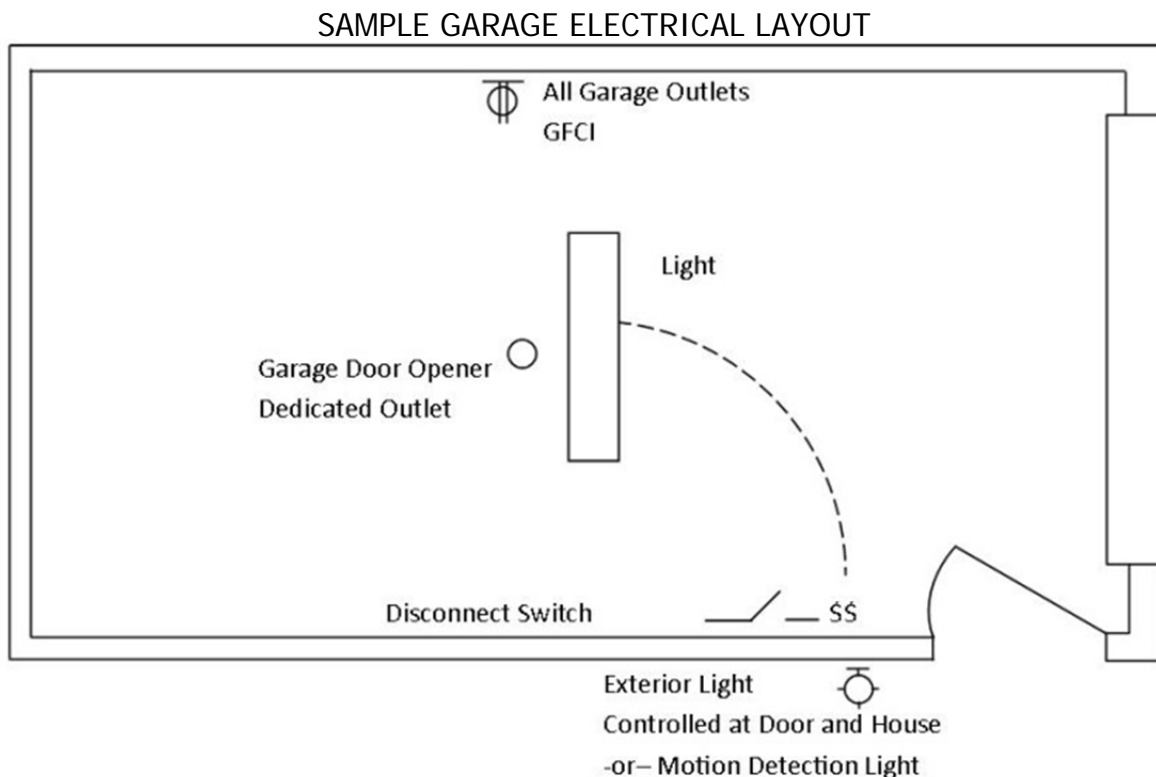 SAMPLE GARAGE ELECTRICAL LAYOUT
All Garage Outlets
GFCI
Light
Garage Door Opener
Dedicated Outlet
Disconnect Switch
$$
Exterior Light
Controlled at Door and House
-or– Motion Detection Light